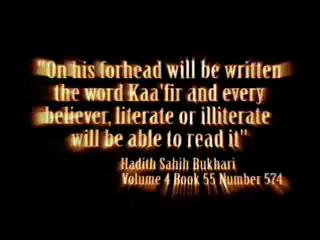 "On his forhead will be written
the word Kaa'fir and every
believer, literate or illiterate
will be able to read it"
Hadith Sahih Bukhari
Volume 4 Book 55 Number 574